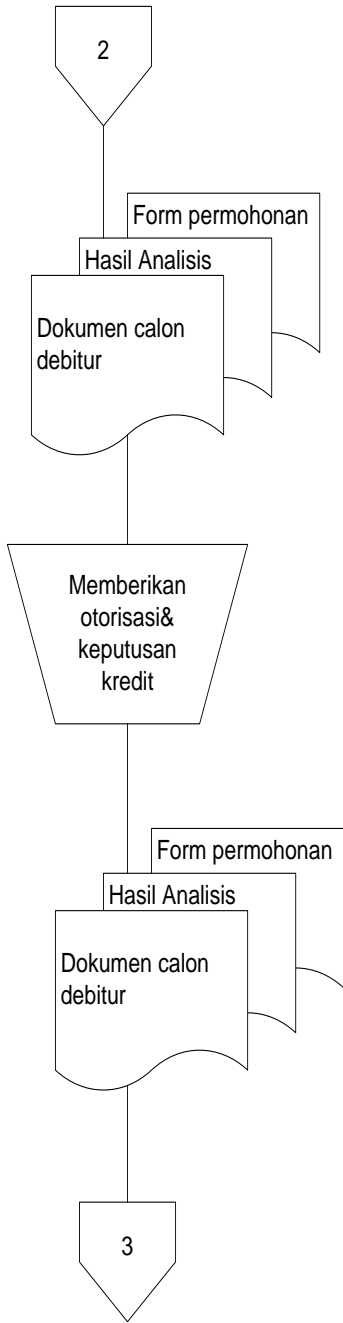 2
Form permohonan
Hasil Analisis
Dokumen calon
debitur
Memberikan
otorisasi&
keputusan
kredit
Form permohonan
Hasil Analisis
Dokumen calon
debitur
3